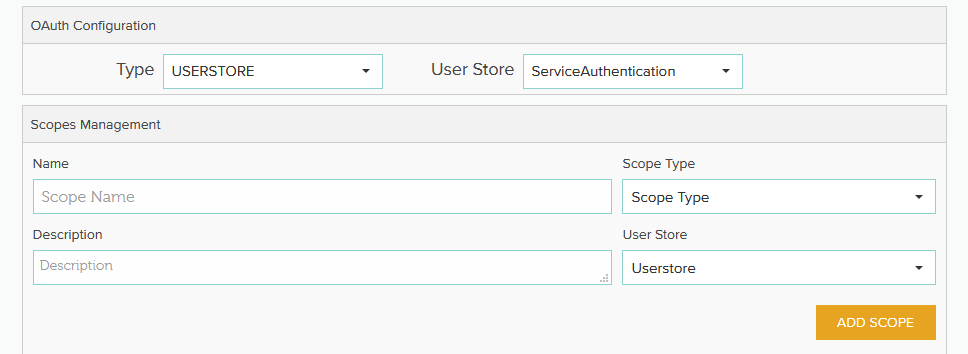 OAuth Configuration
Type USERSTORE User Store ServiceAuthentication
Scopes Management
Name Scope Type
Scope Name Scope Type
Description User Store
Description Userstore
ADD SCOPE